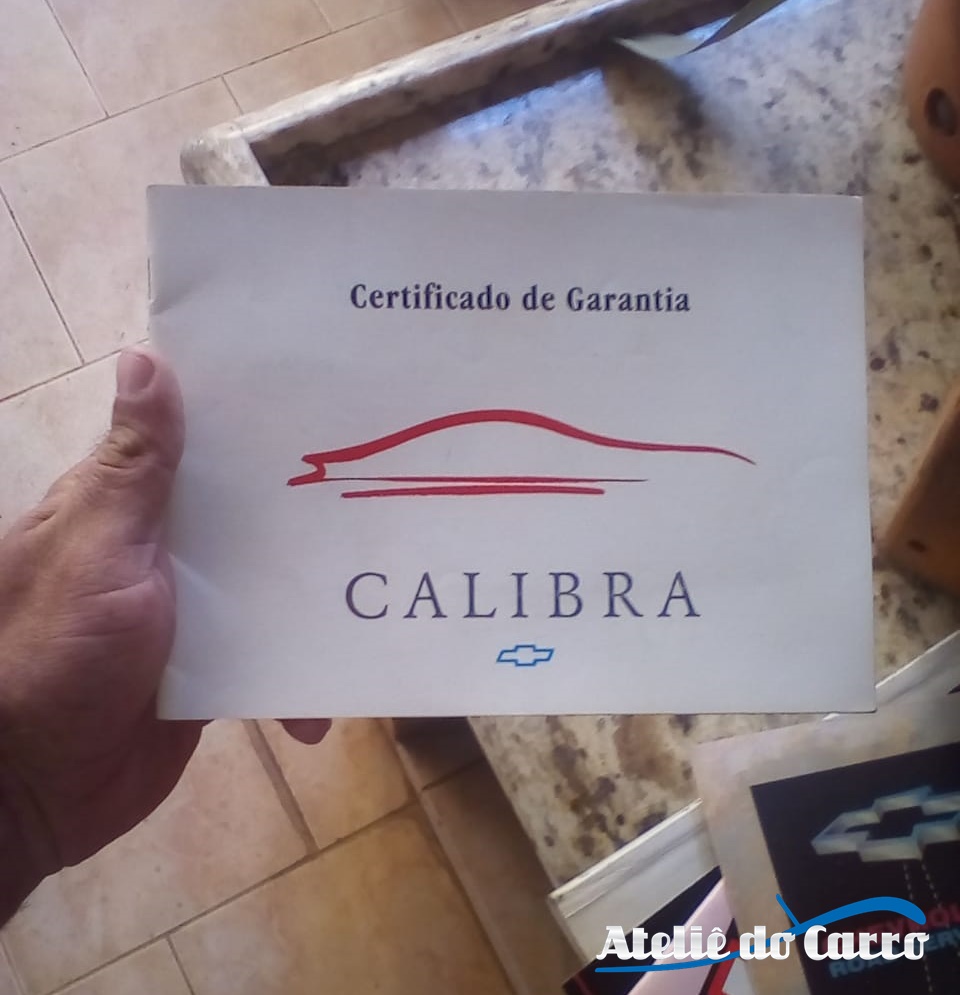 Certificado de Garantia
CALIBRA
Ateliê do Carro